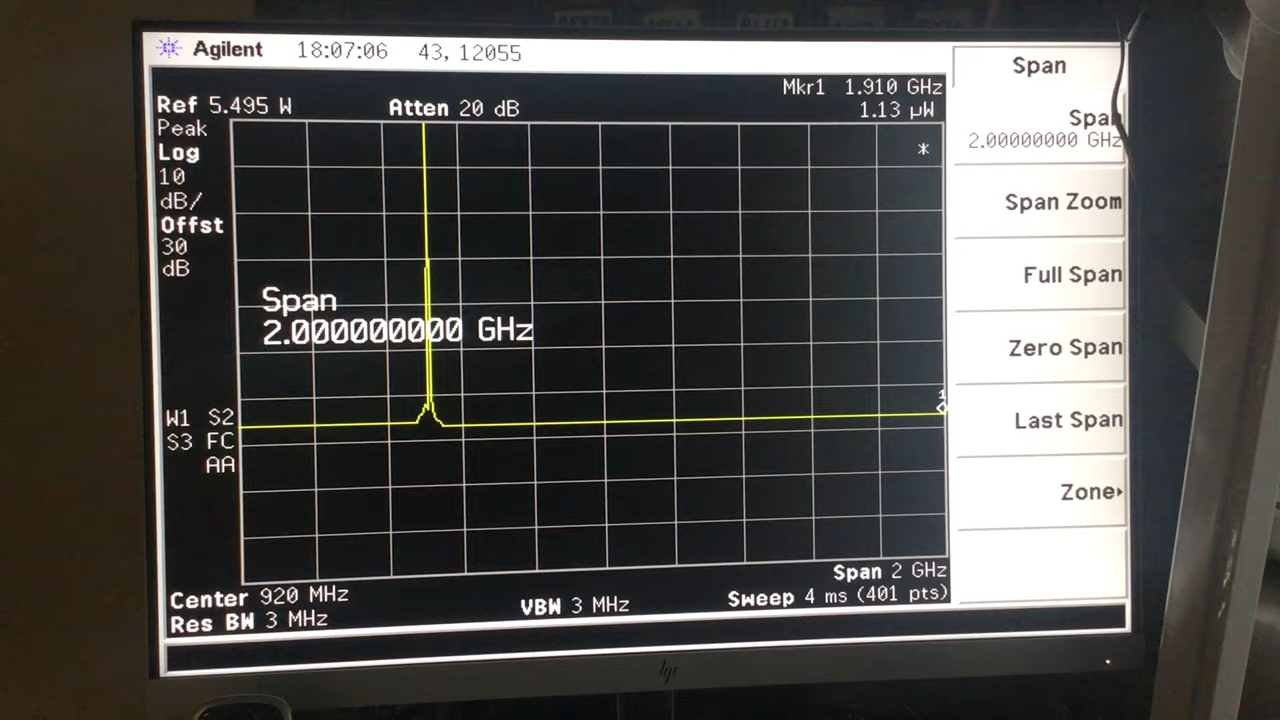 Agilent 18:07:06 43, 12055
Span
Mkr1 1.910 GHz
Ref 5.495 W Atten 20 dB 1.13 µW
Peak
Log
10
dB/
Offst
30
dB
*
Span
2.00000000 GHz
Span Zoom
Full Span
Span
2.000000000 GHz
Zero Span
1
W1 S2
S3 FC
AA
Last Span
Zone
Center 920 MHz Span 2 GHz
Res BW 3 MHz VBW 3 MHz Sweep 4 ms (401 pts)
hp